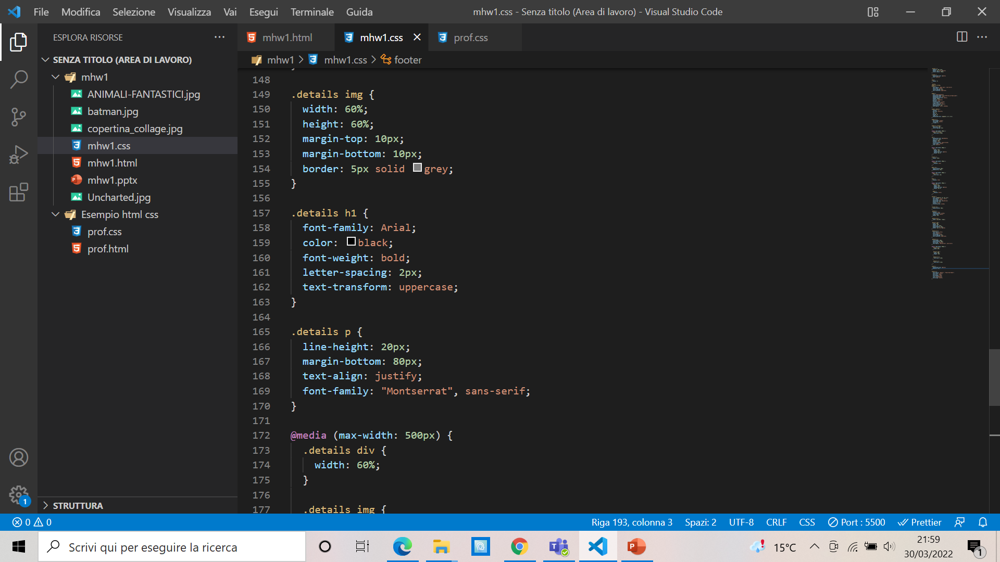 File Modifica Selezione Visualizza Vai Esegui Terminale Guida
mhw1.css - Senza titolo (Area di lavoro) - Visual Studio Code
ESPLORA RISORSE
mhw1.html
mhw1.css
prof.css
SENZA TITOLO (AREA DI LAVORO)
mhw1
ANIMALI-FANTASTICI.jpg
batman.jpg
copertina_collage.jpg
mhw1.css
mhw1.html
mhw1.pptx
Uncharted.jpg
Esempio html css
prof.css
prof.html
STRUTTURA
mhw1 > mhw1.css > footer
148
149 .details img {
150 width: 60%;
151 height: 60%;
152 margin-top: 10px;
153 margin-bottom: 10px;
154 border: 5px solid grey;
155 }
156
157 .details h1 {
158 font-family: Arial;
159 color: black;
160 font-weight: bold;
161 letter-spacing: 2px;
162 text-transform: uppercase;
163 }
164
165 .details p {
166 line-height: 20px;
167 margin-bottom: 80px;
168 text-align: justify;
169 font-family: "Montserrat", sans-serif;
170 }
171
172 @media (max-width: 500px) {
173 .details div {
174 width: 60%;
175 }
176
177 .details img {
1
0 0
Riga 193, colonna 3 Spazi: 2 UTF-8 CRLF CSS Port : 5500 Prettier
Scrivi qui per eseguire la ricerca
15°C
21:59
30/03/2022
1